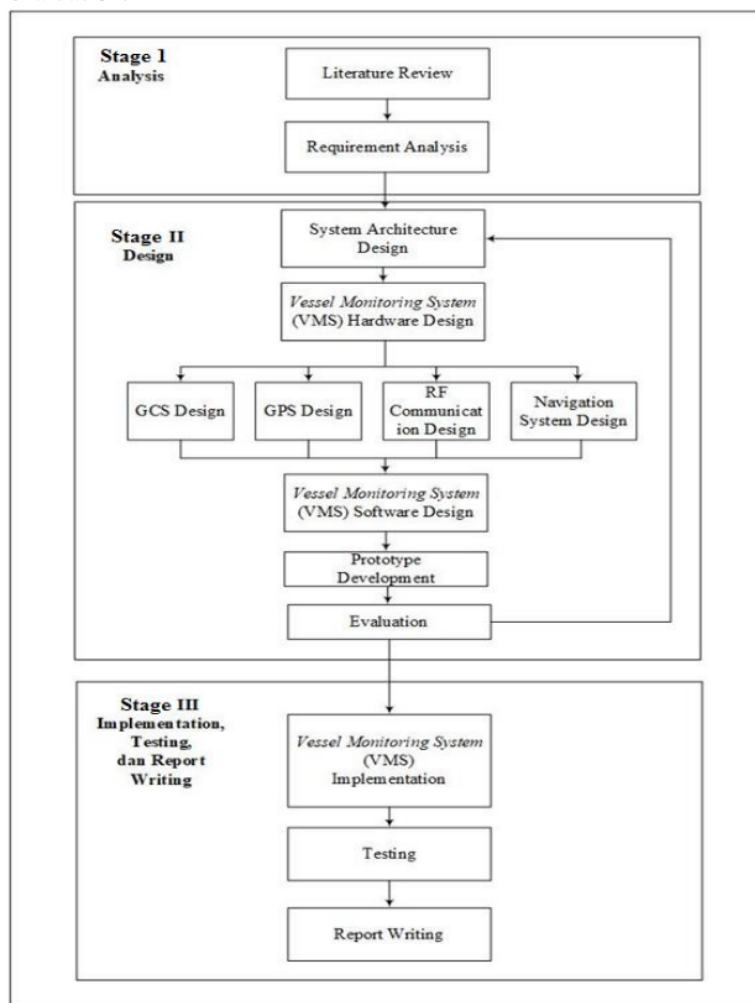 Stage 1
Analysis
Literature Review
Requirement Analysis
Stage II
Design
System Architecture
Design
Vessel Monitoring System
(VMS) Hardware Design
GCS Design
GPS Design
RF
Communicat
ion Design
Navigation
System Design
Vessel Monitoring System
(VMS) Software Design
Prototype
Development
Evaluation
Stage III
Implementation,
Testing,
dan Report
Writing
Vessel Monitoring System
(VMS)
Implementation
Testing
Report Writing